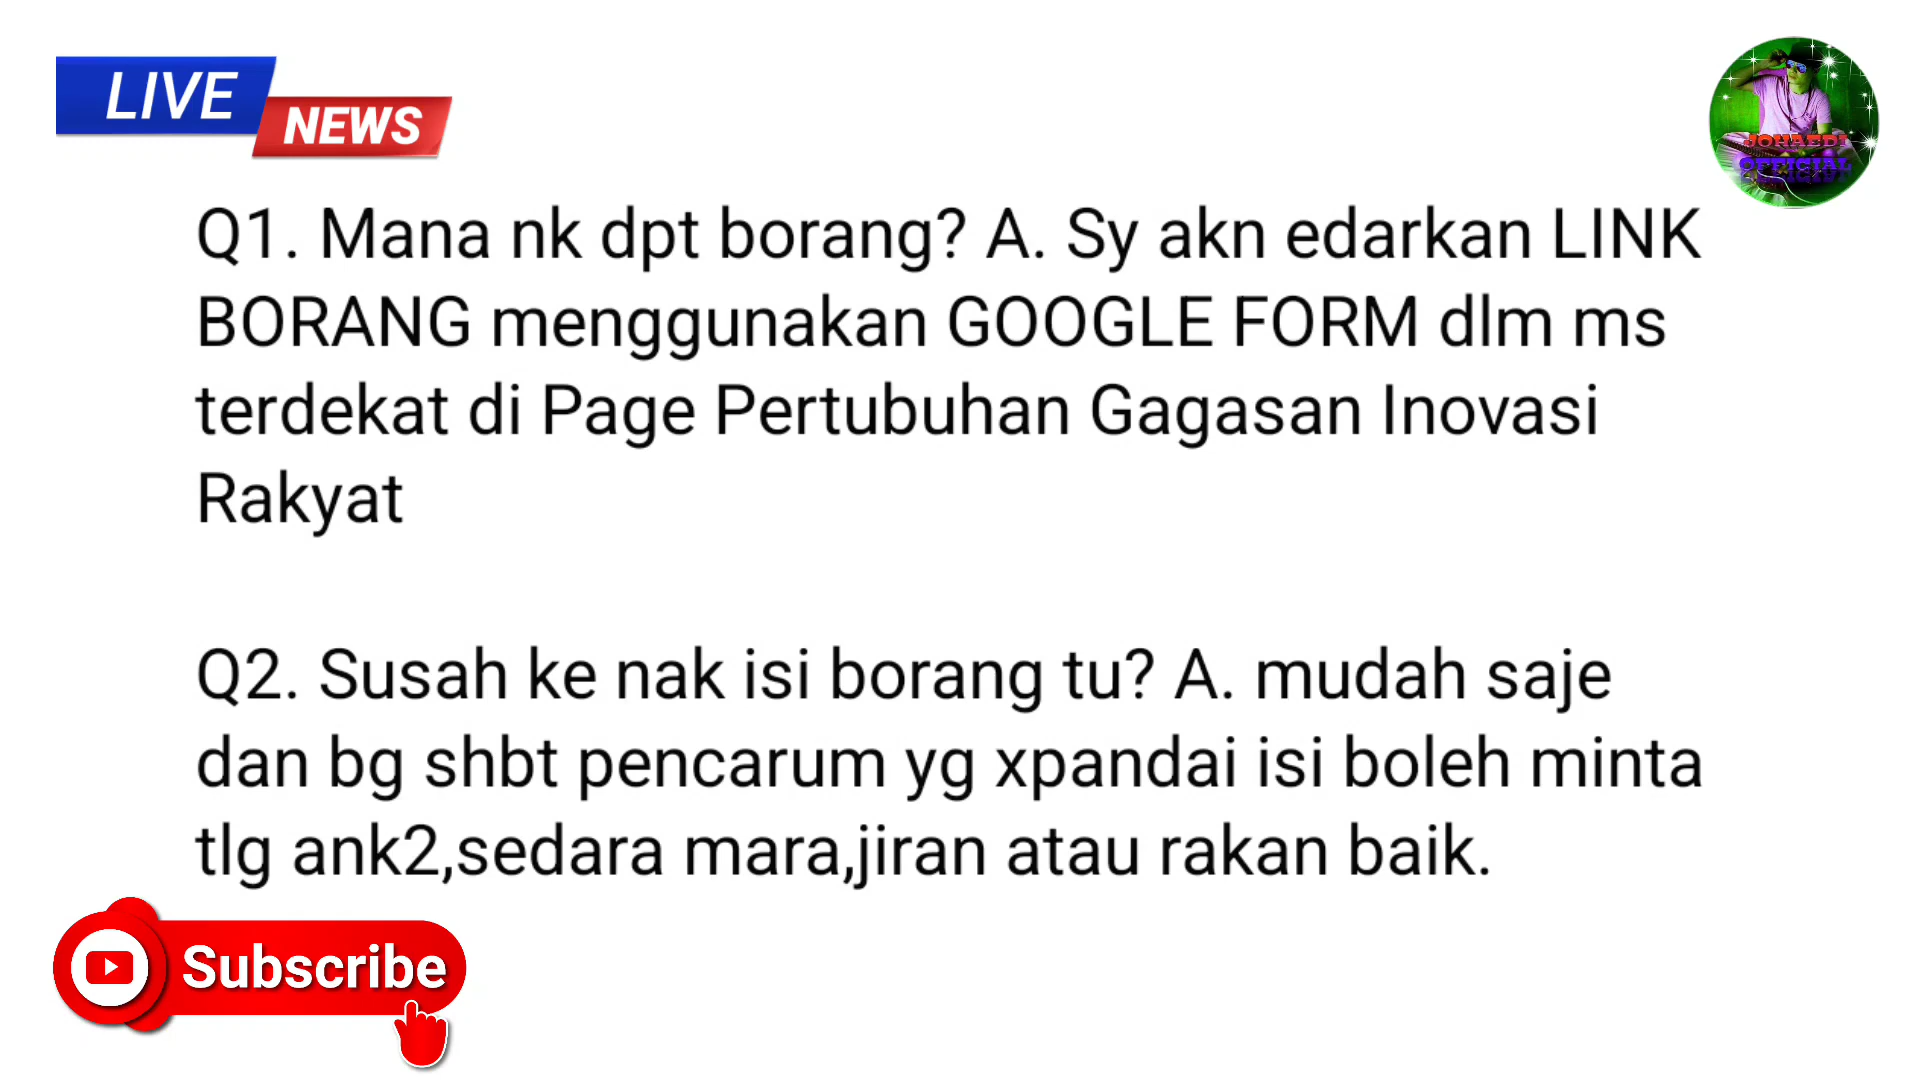 LIVE
NEWS
JOHAEDI
OFFICIAL
Q1. Mana nk dpt borang? A. Sy akn edarkan LINK
BORANG menggunakan GOOGLE FORM dlm ms
terdekat di Page Pertubuhan Gagasan Inovasi
Rakyat
Q2. Susah ke nak isi borang tu? A. mudah saje
dan bg shbt pencarum yg xpandai isi boleh minta
tlg ank2,sedara mara,jiran atau rakan baik.
Subscribe